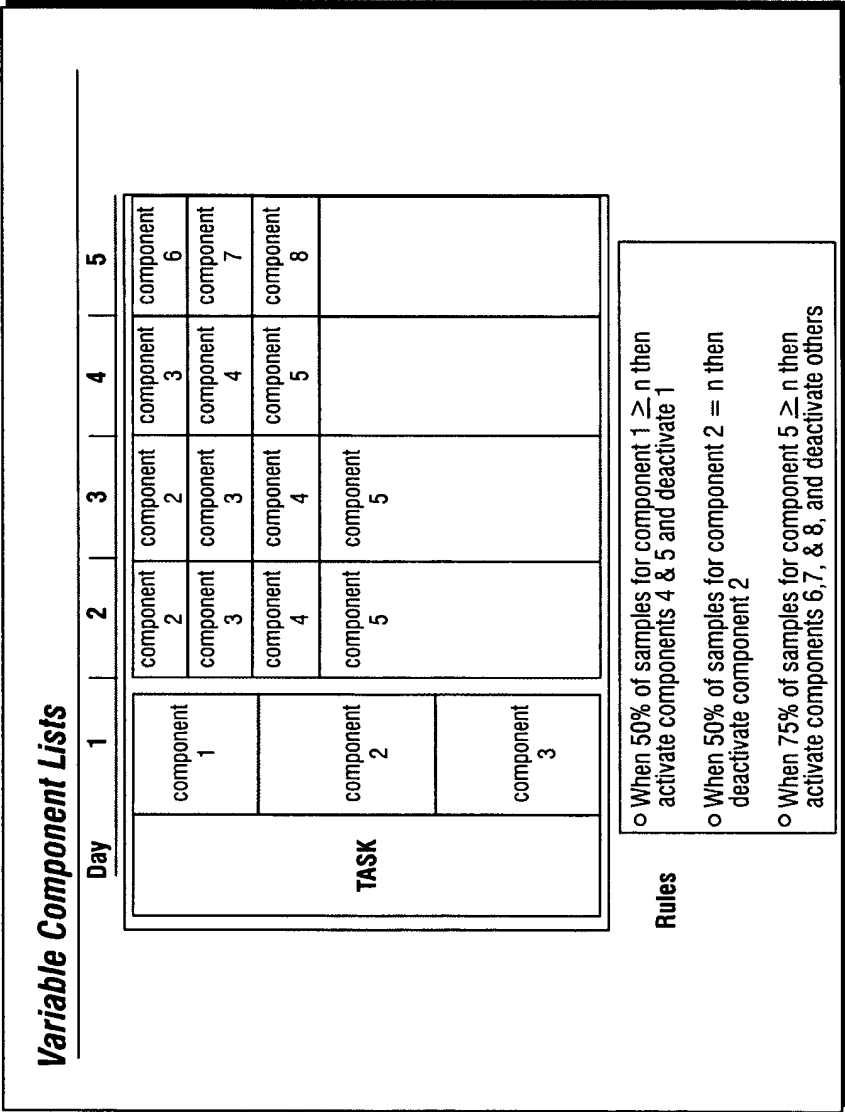 Variable Component Lists
Day 1 2 3 4 5
TASK
component
1
component
2
component
3
component
2
component
3
component
4
component
5
component
2
component
3
component
4
component
5
component
3
component
4
component
5
component
6
component
7
component
8
Rules
o When 50% of samples for component 1 ≥ n then
activate components 4 & 5 and deactivate 1
o When 50% of samples for component 2 = n then
deactivate component 2
o When 75% of samples for component 5 ≥ n then
activate components 6,7, & 8, and deactivate others